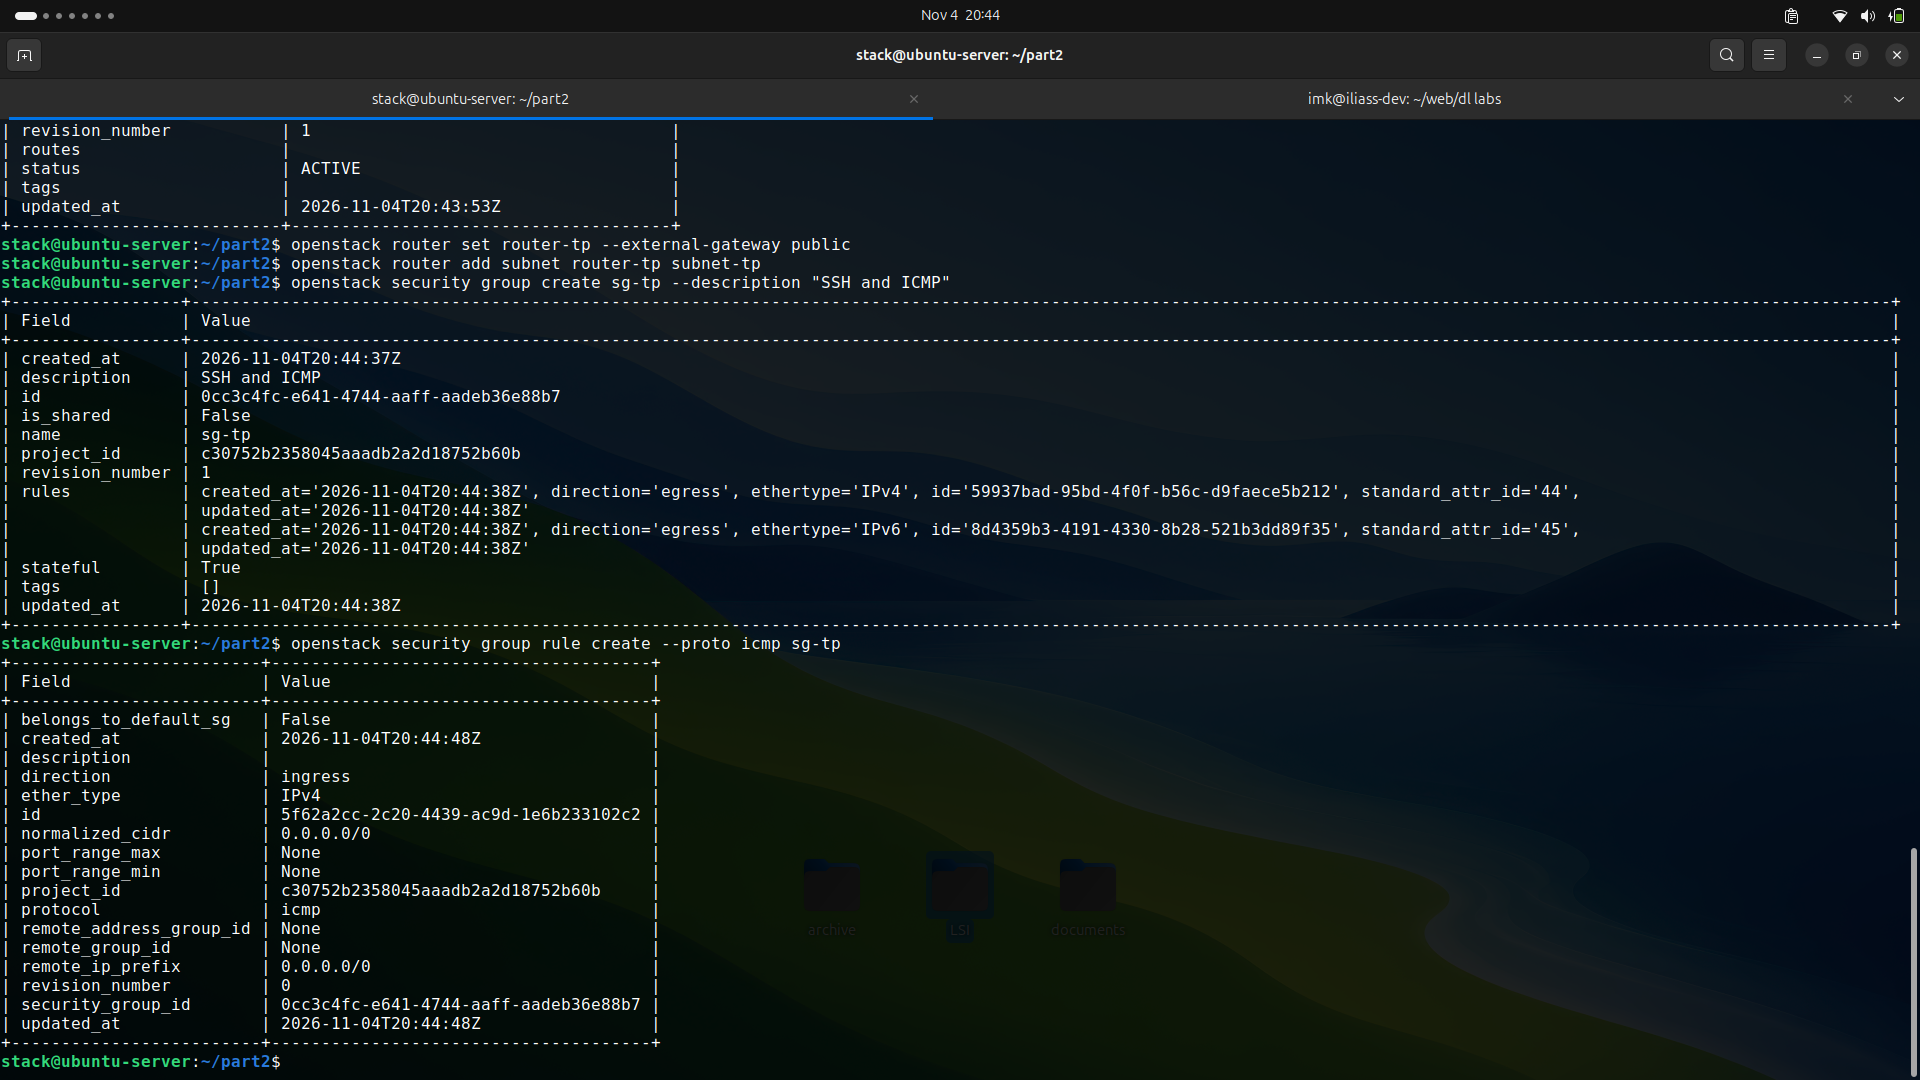 Nov 4 20:44
stack@ubuntu-server: ~/part2
stack@ubuntu-server: ~/part2
imk@iliass-dev: ~/web/dl labs
| revision_number           | 1                                    |
| routes                    |                                      |
| status                    | ACTIVE                               |
| tags                      |                                      |
| updated_at                | 2026-11-04T20:43:53Z                 |
+---------------------------+--------------------------------------+
stack@ubuntu-server:~/part2$ openstack router set router-tp --external-gateway public
stack@ubuntu-server:~/part2$ openstack router add subnet router-tp subnet-tp
stack@ubuntu-server:~/part2$ openstack security group create sg-tp --description "SSH and ICMP"
+-----------------+----------------------------------------------------------------------------------------------------------------------------------------------------------------------------+
| Field           | Value                                                                                                                                                                      |
+-----------------+----------------------------------------------------------------------------------------------------------------------------------------------------------------------------+
| created_at      | 2026-11-04T20:44:37Z                                                                                                                                                       |
| description     | SSH and ICMP                                                                                                                                                               |
| id              | 0cc3c4fc-e641-4744-aaff-aadeb36e88b7                                                                                                                                       |
| is_shared       | False                                                                                                                                                                      |
| name            | sg-tp                                                                                                                                                                      |
| project_id      | c30752b2358045aaadb2a2d18752b60b                                                                                                                                           |
| revision_number | 1                                                                                                                                                                          |
| rules           | created_at='2026-11-04T20:44:38Z', direction='egress', ethertype='IPv4', id='59937bad-95bd-4f0f-b56c-d9faece5b212', standard_attr_id='44',                                 |
|                 | updated_at='2026-11-04T20:44:38Z'                                                                                                                                          |
|                 | created_at='2026-11-04T20:44:38Z', direction='egress', ethertype='IPv6', id='8d4359b3-4191-4330-8b28-521b3dd89f35', standard_attr_id='45',                                 |
|                 | updated_at='2026-11-04T20:44:38Z'                                                                                                                                          |
| stateful        | True                                                                                                                                                                       |
| tags            | []                                                                                                                                                                         |
| updated_at      | 2026-11-04T20:44:38Z                                                                                                                                                       |
+-----------------+----------------------------------------------------------------------------------------------------------------------------------------------------------------------------+
stack@ubuntu-server:~/part2$ openstack security group rule create --proto icmp sg-tp
+-------------------------+--------------------------------------+
| Field                   | Value                                |
+-------------------------+--------------------------------------+
| belongs_to_default_sg   | False                                |
| created_at              | 2026-11-04T20:44:48Z                 |
| description             |                                      |
| direction               | ingress                              |
| ether_type              | IPv4                                 |
| id                      | 5f62a2cc-2c20-4439-ac9d-1e6b233102c2 |
| normalized_cidr         | 0.0.0.0/0                            |
| port_range_max          | None                                 |
| port_range_min          | None                                 |
| project_id              | c30752b2358045aaadb2a2d18752b60b     |
| protocol                | icmp                                 |
| remote_address_group_id | None                                 |
| remote_group_id         | None                                 |
| remote_ip_prefix        | 0.0.0.0/0                            |
| revision_number         | 0                                    |
| security_group_id       | 0cc3c4fc-e641-4744-aaff-aadeb36e88b7 |
| updated_at              | 2026-11-04T20:44:48Z                 |
+-------------------------+--------------------------------------+
stack@ubuntu-server:~/part2$
archive
LSI
documents